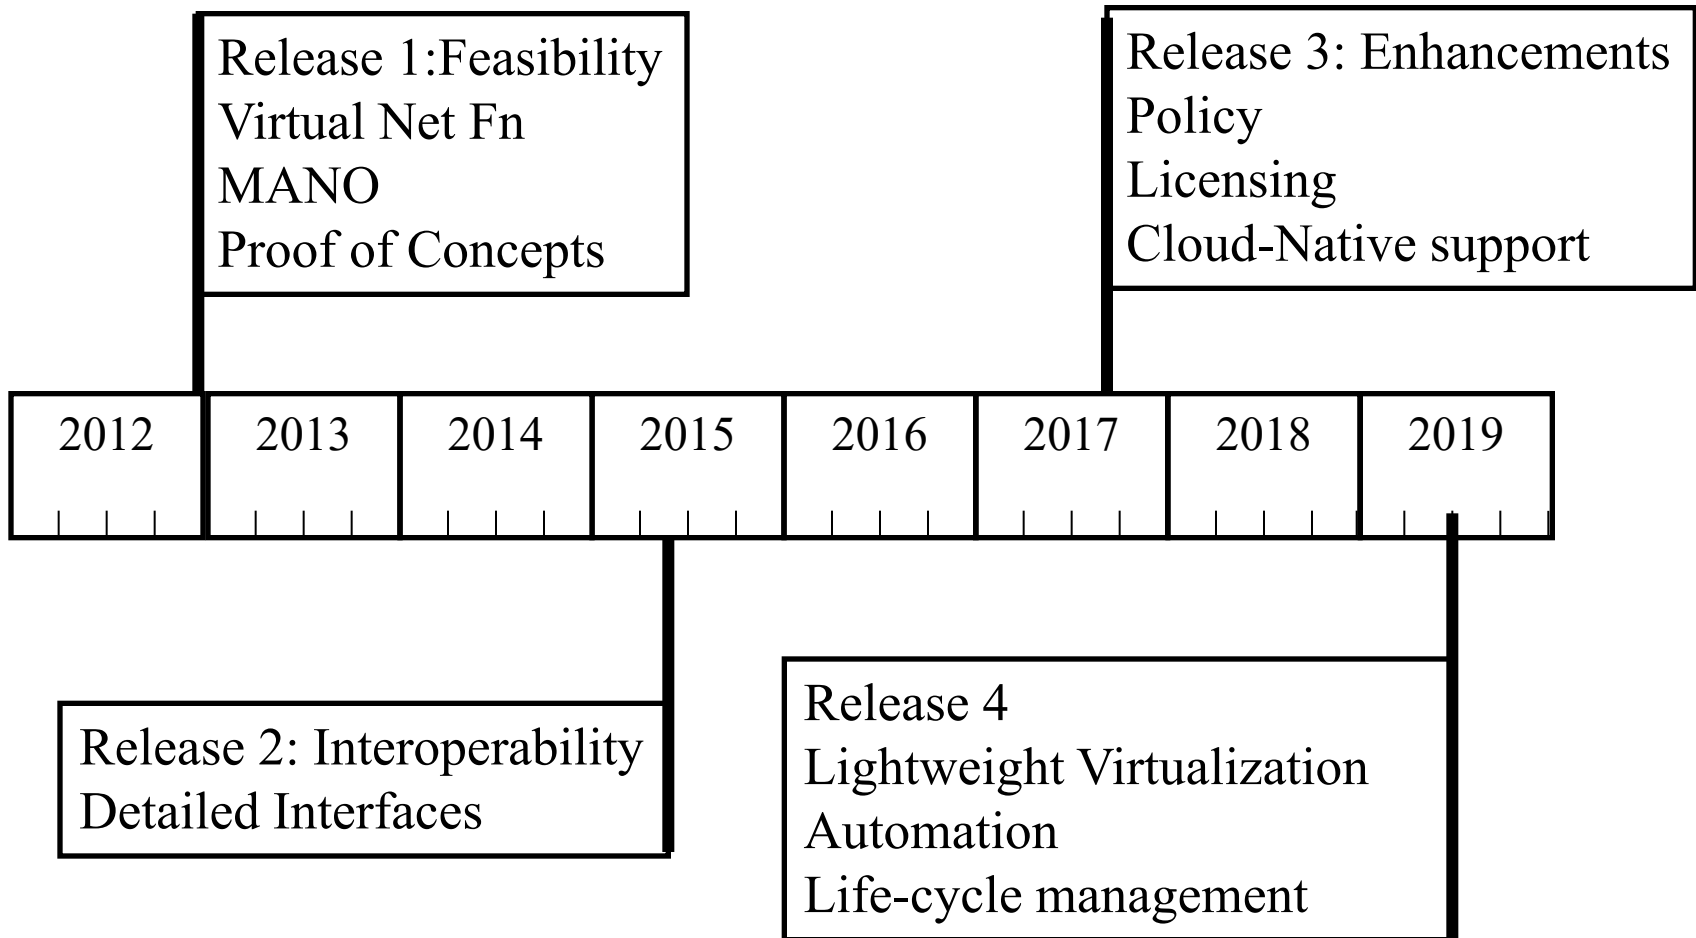 Release 1:Feasibility
Virtual Net Fn
MANO
Proof of Concepts
Release 3: Enhancements
Policy
Licensing
Cloud-Native support
2012 2013 2014 2015 2016 2017 2018 2019
Release 2: Interoperability
Detailed Interfaces
Release 4
Lightweight Virtualization
Automation
Life-cycle management